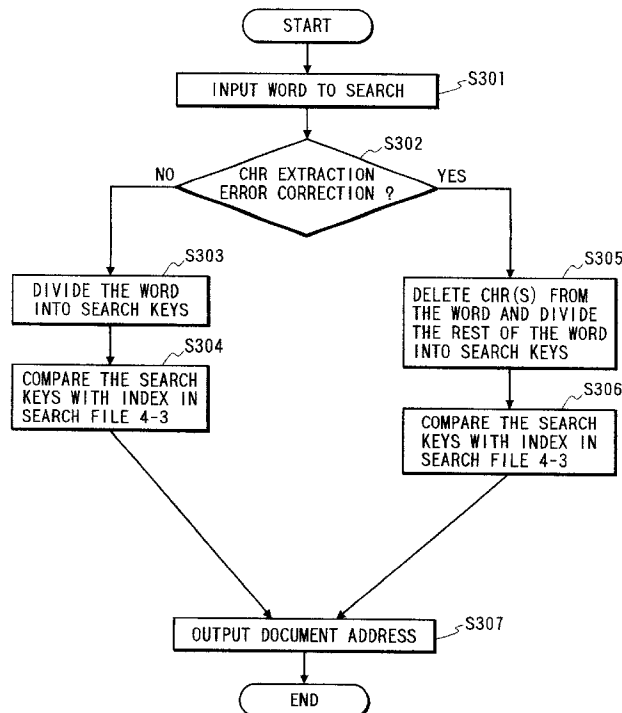 START
S301
INPUT WORD TO SEARCH
S302
NO
CHR EXTRACTION
ERROR CORRECTION ?
YES
S303
DIVIDE THE WORD
INTO SEARCH KEYS
S304
COMPARE THE SEARCH
KEYS WITH INDEX IN
SEARCH FILE 4-3
S305
DELETE CHR(S) FROM
THE WORD AND DIVIDE
THE REST OF THE WORD
INTO SEARCH KEYS
S306
COMPARE THE SEARCH
KEYS WITH INDEX IN
SEARCH FILE 4-3
S307
OUTPUT DOCUMENT ADDRESS
END